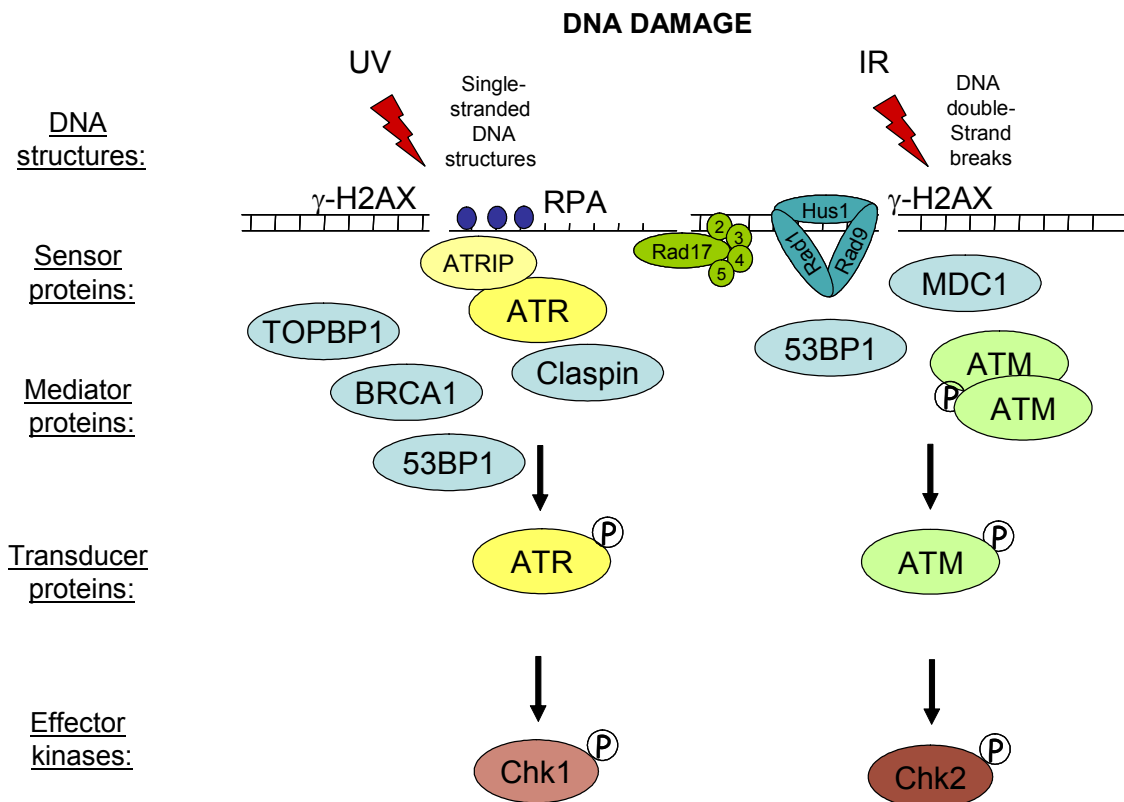 DNA DAMAGE
UV
IR
Single-
stranded
DNA
structures
DNA
double-
Strand
breaks
DNA
structures:
γ-H2AX
RPA
Hus1
Rad1
Rad9
γ-H2AX
Rad17
2
3
4
5
Sensor
proteins:
ATRIP
ATR
MDC1
TOPBP1
53BP1
Claspin
ATM
P
ATM
Mediator
proteins:
BRCA1
53BP1
P
ATR
P
ATM
Transducer
proteins:
Effector
kinases:
P
Chk1
P
Chk2